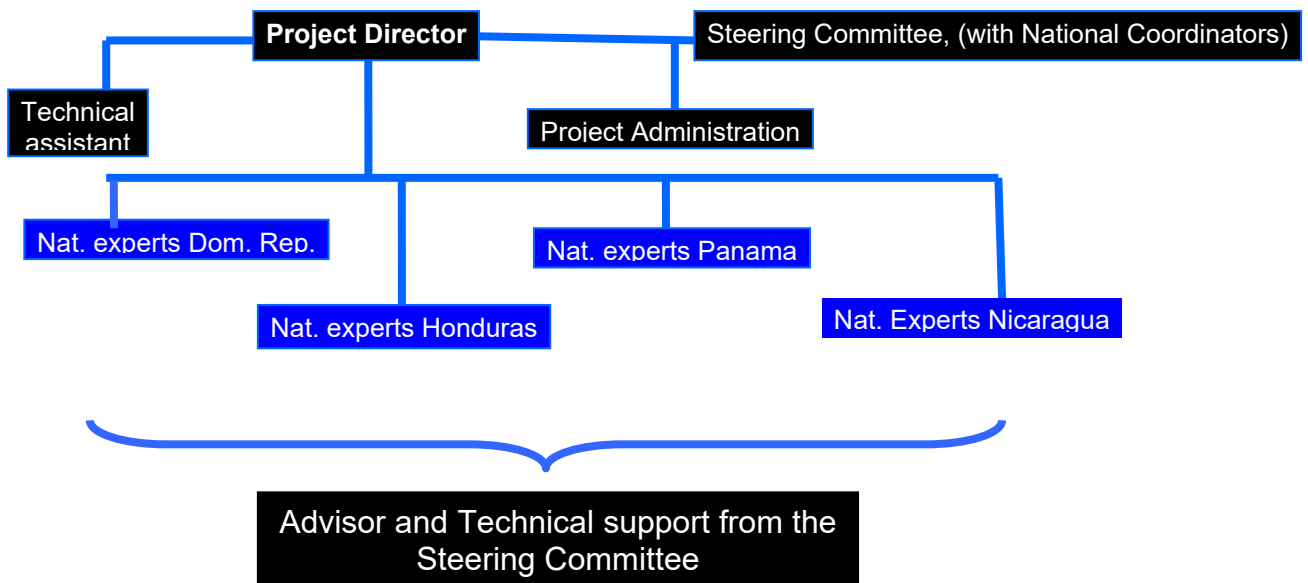 Project Director
Steering Committee, (with National Coordinators)
Technical
assistant
Project Administration
Nat. experts Dom. Rep.
Nat. experts Panama
Nat. experts Honduras
Nat. Experts Nicaragua
Advisor and Technical support from the
Steering Committee